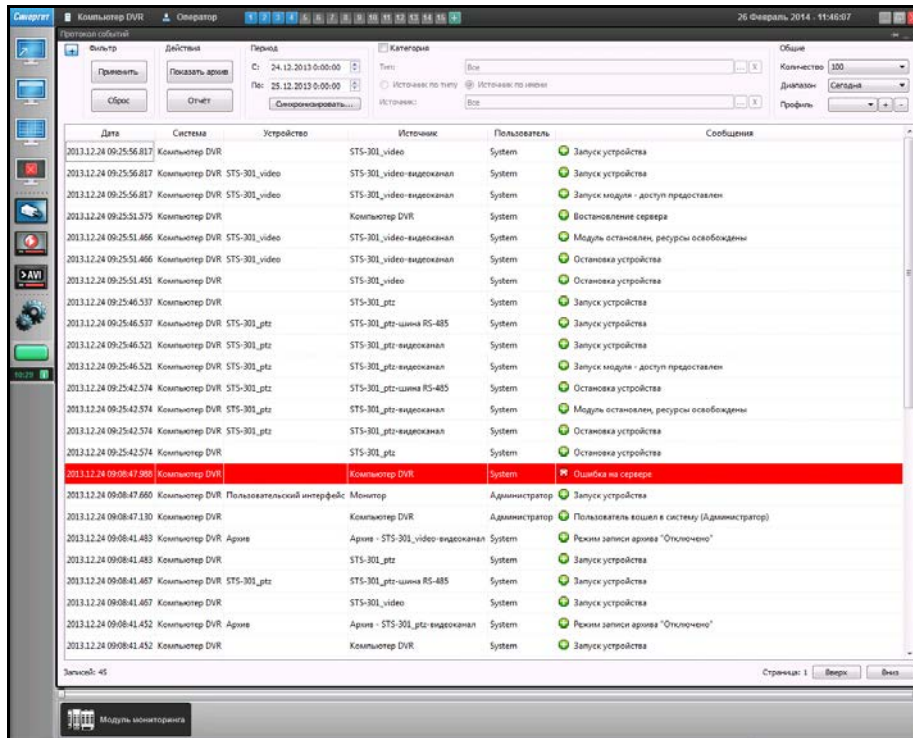 Синергет Компьютер DVR Оператор 1 2 3 4 5 6 7 8 9 10 11 12 13 14 15 + 26 Февраль 2014 - 11:46:07
Протокол событий
Фильтр Действия Период Категория Общие
Применить Показать архив С: 24.12.2013 0:00:00 Тип: Все ... X Количество 100
По: 25.12.2013 0:00:00 Источник по типу Источник по имени Диапазон Сегодня
Сброс Отчёт Синхронизировать... Источник: Все ... X Профиль + -
Дата Система Устройство Источник Пользователь Сообщения
2013.12.24 09:25:56.817 Компьютер DVR STS-301_video System Запуск устройства
2013.12.24 09:25:56.817 Компьютер DVR STS-301_video STS-301_video-видеоканал System Запуск устройства
2013.12.24 09:25:56.817 Компьютер DVR STS-301_video STS-301_video-видеоканал System Запуск модуля - доступ предоставлен
2013.12.24 09:25:51.575 Компьютер DVR Компьютер DVR System Востановление сервера
2013.12.24 09:25:51.466 Компьютер DVR STS-301_video STS-301_video-видеоканал System Модуль остановлен, ресурсы освобождены
2013.12.24 09:25:51.466 Компьютер DVR STS-301_video STS-301_video-видеоканал System Остановка устройства
2013.12.24 09:25:51.451 Компьютер DVR STS-301_video System Остановка устройства
2013.12.24 09:25:46.537 Компьютер DVR STS-301_ptz System Запуск устройства
2013.12.24 09:25:46.537 Компьютер DVR STS-301_ptz STS-301_ptz-шина RS-485 System Запуск устройства
2013.12.24 09:25:46.521 Компьютер DVR STS-301_ptz STS-301_ptz-видеоканал System Запуск устройства
2013.12.24 09:25:46.521 Компьютер DVR STS-301_ptz STS-301_ptz-видеоканал System Запуск модуля - доступ предоставлен
2013.12.24 09:25:42.574 Компьютер DVR STS-301_ptz STS-301_ptz-шина RS-485 System Остановка устройства
2013.12.24 09:25:42.574 Компьютер DVR STS-301_ptz STS-301_ptz-видеоканал System Модуль остановлен, ресурсы освобождены
2013.12.24 09:25:42.574 Компьютер DVR STS-301_ptz STS-301_ptz-видеоканал System Остановка устройства
2013.12.24 09:25:42.574 Компьютер DVR STS-301_ptz System Остановка устройства
2013.12.24 09:08:47.988 Компьютер DVR Компьютер DVR System Ошибка на сервере
2013.12.24 09:08:47.660 Компьютер DVR Пользовательский интерфейс Монитор Администратор Запуск устройства
2013.12.24 09:08:47.130 Компьютер DVR Компьютер DVR Администратор Пользователь вошел в систему (Администратор)
2013.12.24 09:08:41.483 Компьютер DVR Архив Архив - STS-301_video-видеоканал System Режим записи архива "Отключено"
2013.12.24 09:08:41.483 Компьютер DVR STS-301_ptz System Запуск устройства
2013.12.24 09:08:41.467 Компьютер DVR STS-301_ptz STS-301_ptz-шина RS-485 System Запуск устройства
2013.12.24 09:08:41.467 Компьютер DVR STS-301_video System Запуск устройства
2013.12.24 09:08:41.452 Компьютер DVR Архив Архив - STS-301_ptz-видеоканал System Режим записи архива "Отключено"
2013.12.24 09:08:41.452 Компьютер DVR Компьютер DVR System Запуск устройства
>AVI
10:29
Записей: 45 Страница: 1 Вверх Вниз
Модуль мониторинга